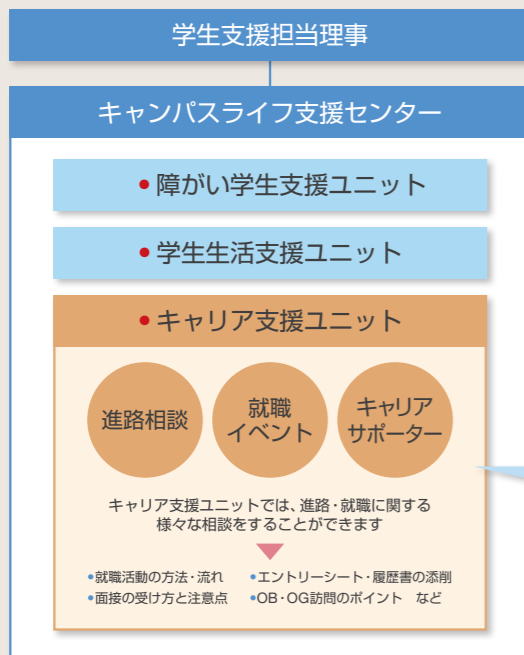 学生支援担当理事
キャンパスライフ支援センター
●障がい学生支援ユニット
●学生生活支援ユニット
●キャリア支援ユニット
進路相談
就職
イベント
キャリア
サポーター
キャリア支援ユニットでは、進路・就職に関する
様々な相談をすることができます
●就職活動の方法・流れ
●エントリーシート・履歴書の添削
●面接の受け方と注意点
●OB・OG訪問のポイント　など